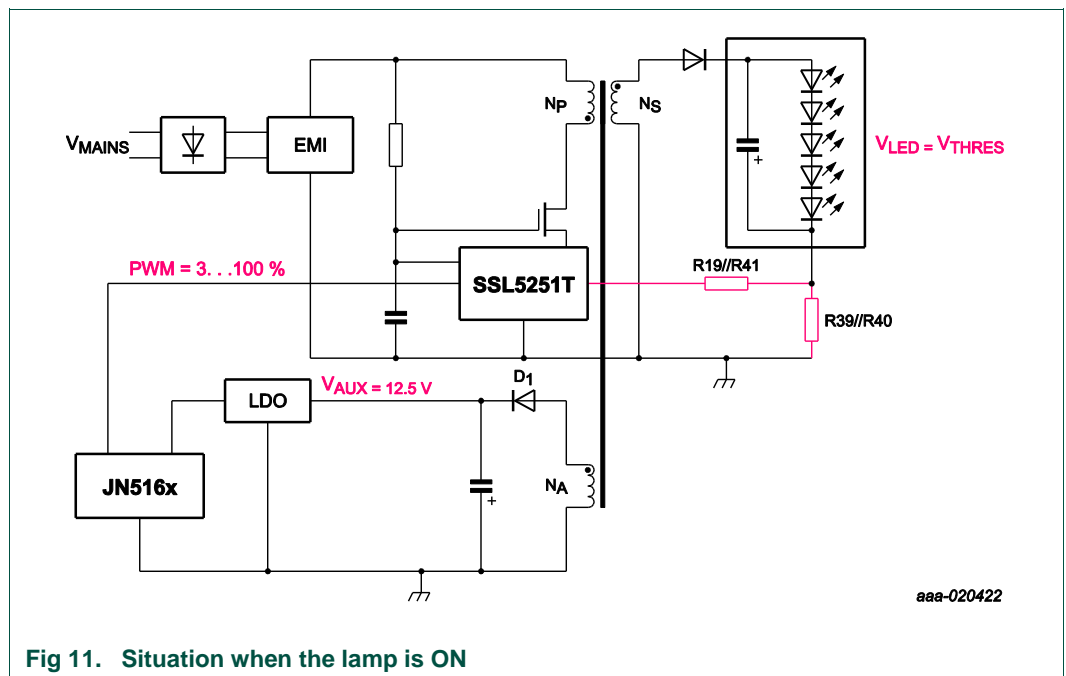 NP
NS
VMAINS
EMI
VLED = VTHRES
PWM = 3. . .100 %
SSL5251T
R19//R41
R39//R40
D1
VAUX = 12.5 V
LDO
JN516x
NA
+
+
aaa-020422
Fig 11. Situation when the lamp is ON